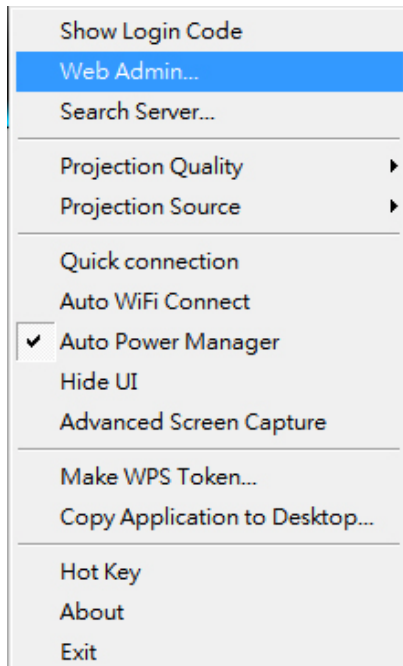 Show Login Code
Web Admin...
Search Server...
Projection Quality
Projection Source
Quick connection
Auto WiFi Connect
Auto Power Manager
Hide UI
Advanced Screen Capture
Make WPS Token...
Copy Application to Desktop...
Hot Key
About
Exit